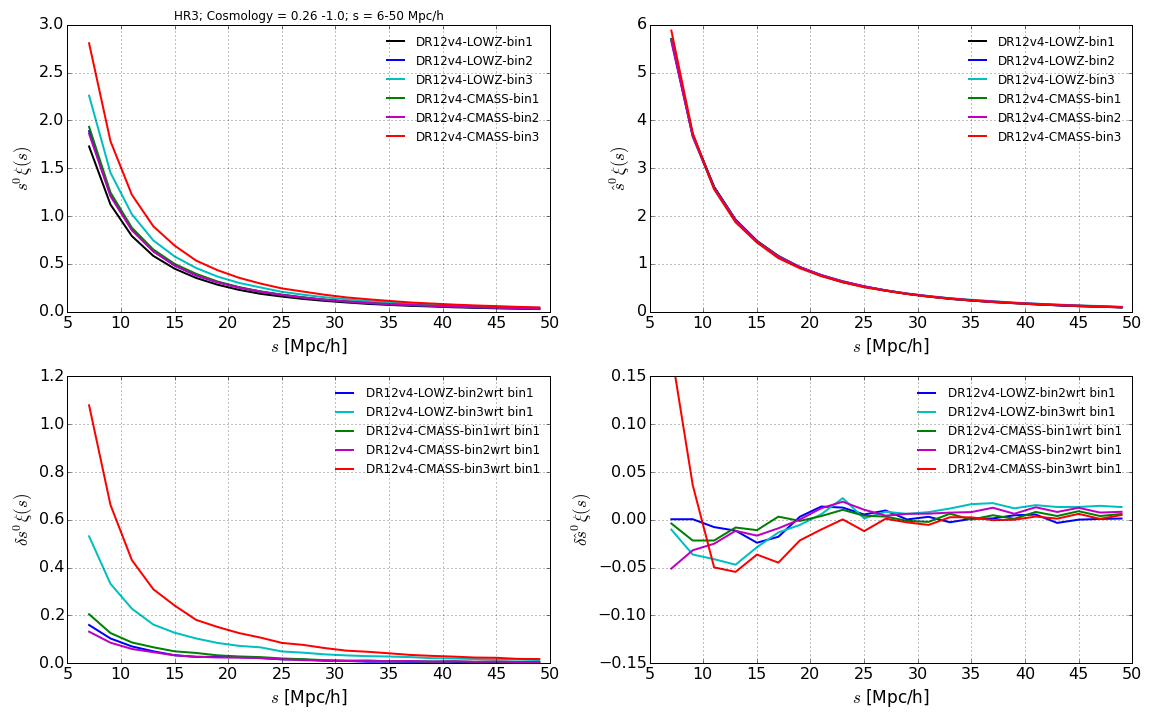 HR3; Cosmology = 0.26 -1.0; s = 6-50 Mpc/h
3.0
2.5
2.0
1.5
1.0
0.5
0.0
5 10 15 20 25 30 35 40 45 50
s^0 ξ(s)
s [Mpc/h]
DR12v4-LOWZ-bin1
DR12v4-LOWZ-bin2
DR12v4-LOWZ-bin3
DR12v4-CMASS-bin1
DR12v4-CMASS-bin2
DR12v4-CMASS-bin3
6
5
4
3
2
1
0
5 10 15 20 25 30 35 40 45 50
ŝ^0 ξ(s)
s [Mpc/h]
DR12v4-LOWZ-bin1
DR12v4-LOWZ-bin2
DR12v4-LOWZ-bin3
DR12v4-CMASS-bin1
DR12v4-CMASS-bin2
DR12v4-CMASS-bin3
1.2
1.0
0.8
0.6
0.4
0.2
0.0
5 10 15 20 25 30 35 40 45 50
δs^0 ξ(s)
s [Mpc/h]
DR12v4-LOWZ-bin2wrt bin1
DR12v4-LOWZ-bin3wrt bin1
DR12v4-CMASS-bin1wrt bin1
DR12v4-CMASS-bin2wrt bin1
DR12v4-CMASS-bin3wrt bin1
0.15
0.10
0.05
0.00
−0.05
−0.10
−0.15
5 10 15 20 25 30 35 40 45 50
δŝ^0 ξ(s)
s [Mpc/h]
DR12v4-LOWZ-bin2wrt bin1
DR12v4-LOWZ-bin3wrt bin1
DR12v4-CMASS-bin1wrt bin1
DR12v4-CMASS-bin2wrt bin1
DR12v4-CMASS-bin3wrt bin1